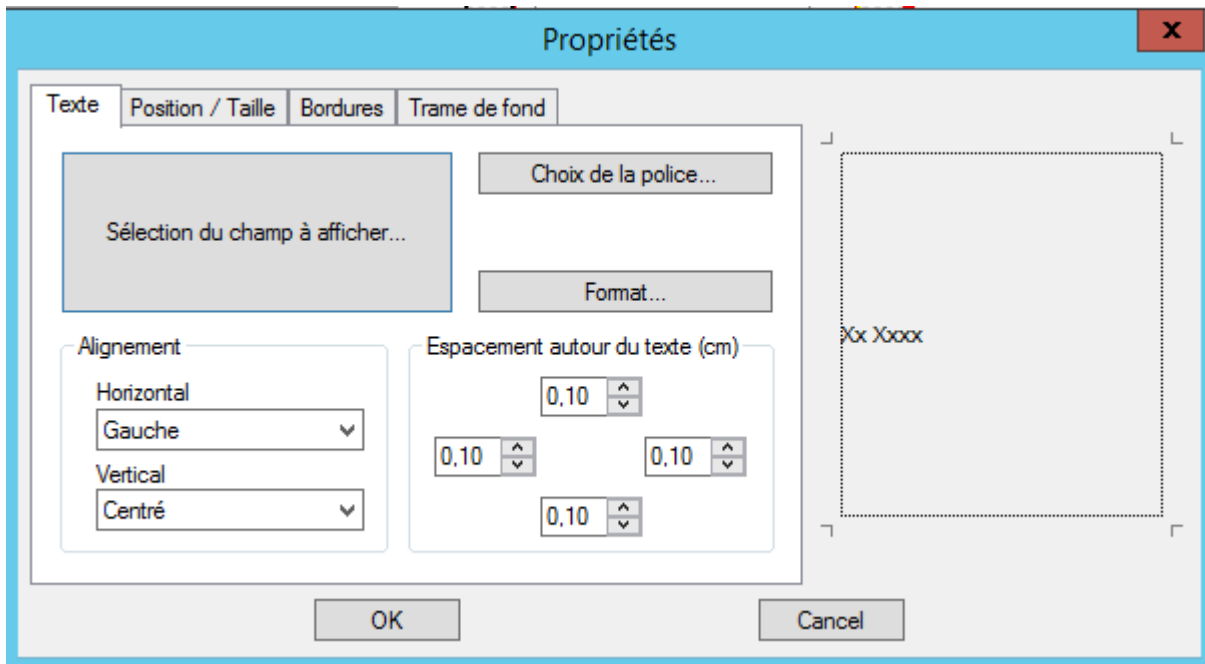 Propriétés
x
Texte
Position / Taille
Bordures
Trame de fond
Sélection du champ à afficher...
Choix de la police...
Format...
Alignement
Horizontal
Gauche
Vertical
Centré
Espacement autour du texte (cm)
0,10
0,10 0,10
0,10
Xx Xxxx
OK
Cancel